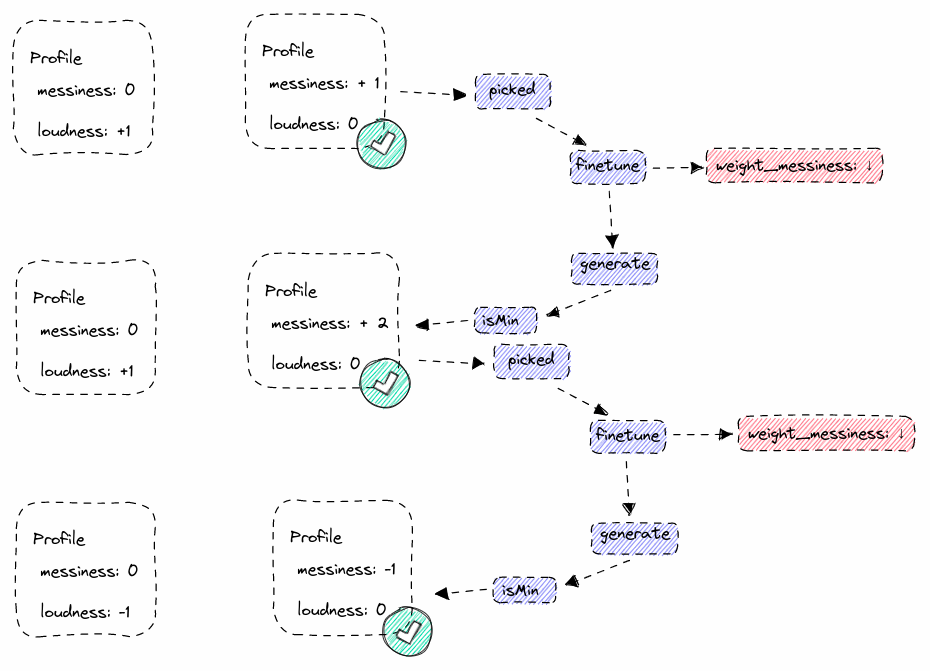 Profile
messiness: 0
loudness: +1
Profile
messiness: + 1
loudness: 0
picked
finetune
weight_messiness: ↓
generate
isMin
Profile
messiness: 0
loudness: +1
Profile
messiness: + 2
loudness: 0
picked
finetune
weight_messiness: ↓
generate
isMin
Profile
messiness: 0
loudness: -1
Profile
messiness: -1
loudness: 0